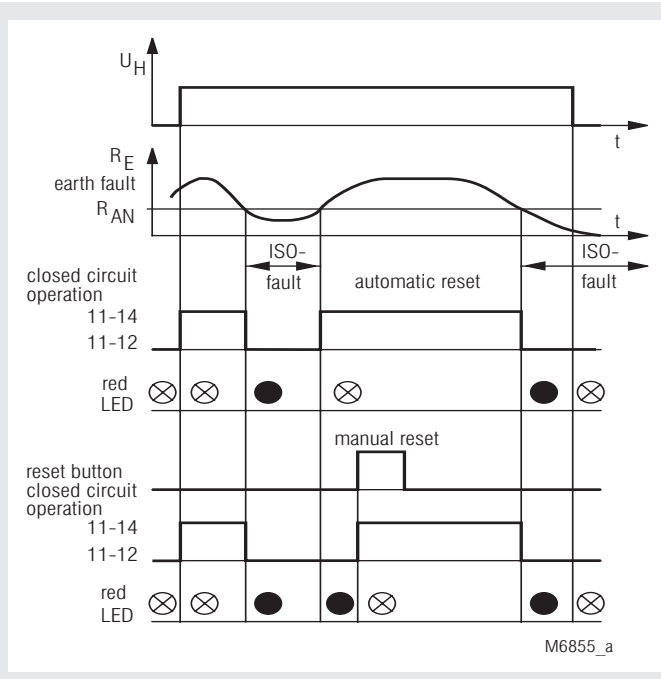 U H
t
R E
earth fault
R AN
t
ISO-
fault
ISO-
fault
automatic reset
closed circuit
operation
11-14
11-12
red
LED
manual reset
reset button
closed circuit
operation
11-14
11-12
red
LED
M6855_a